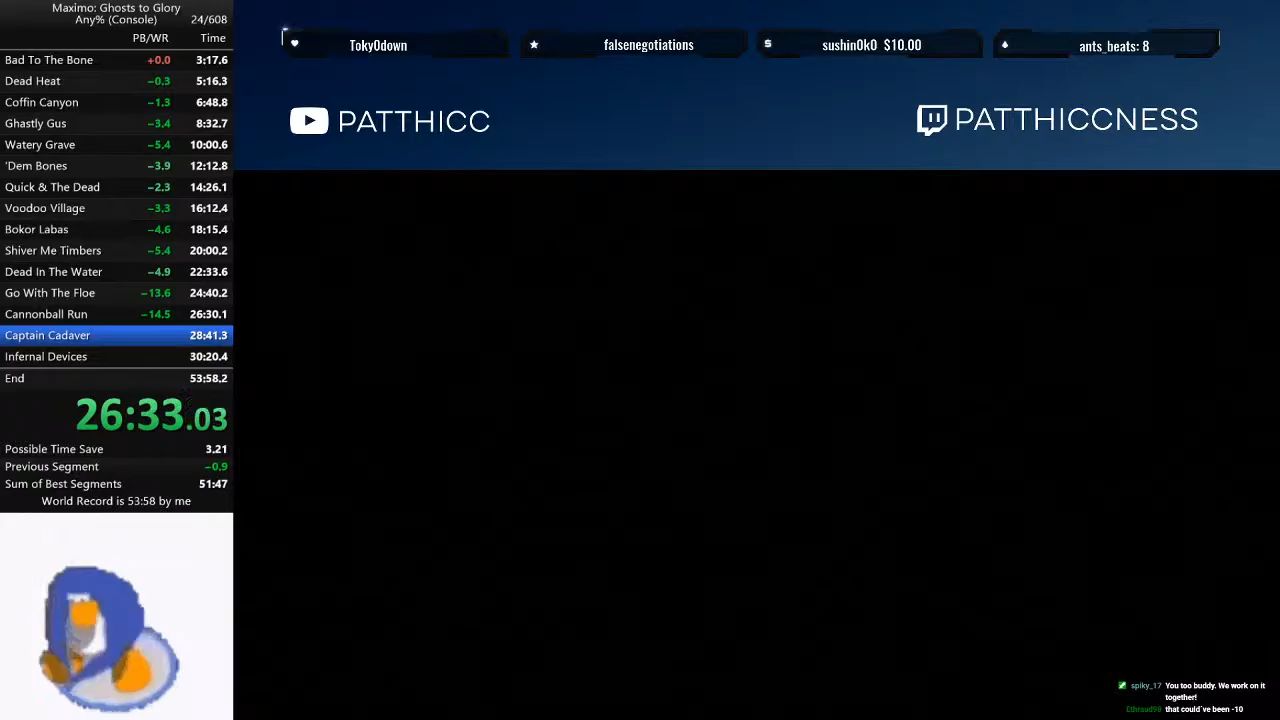 Maximo: Ghosts to Glory
Any% (Console) 24/608
PB/WR Time
Bad To The Bone +0.0 3:17.6
Dead Heat −0.3 5:16.3
Coffin Canyon −1.3 6:48.8
Ghastly Gus −3.4 8:32.7
Watery Grave −5.4 10:00.6
'Dem Bones −3.9 12:12.8
Quick & The Dead −2.3 14:26.1
Voodoo Village −3.3 16:12.4
Bokor Labas −4.6 18:15.4
Shiver Me Timbers −5.4 20:00.2
Dead In The Water −4.9 22:33.6
Go With The Floe −13.6 24:40.2
Cannonball Run −14.5 26:30.1
Captain Cadaver 28:41.3
Infernal Devices 30:20.4
End 53:58.2
26:33.03
Possible Time Save 3.21
Previous Segment −0.9
Sum of Best Segments 51:47
World Record is 53:58 by me
Toky0down falsenegotiations sushin0k0 $10.00 ants_beats: 8
PATTHICC PATTHICCNESS
spiky_17 You too buddy. We work on it
together!
Ethraud98 that could've been -10